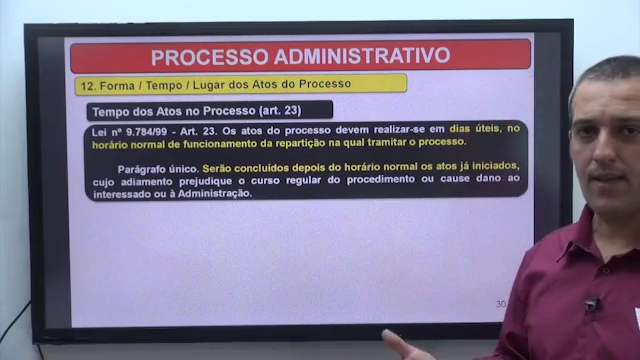 PROCESSO ADMINISTRATIVO
12. Forma / Tempo / Lugar dos Atos do Processo
Tempo dos Atos no Processo (art. 23)
Lei nº 9.784/99 - Art. 23. Os atos do processo devem realizar-se em dias úteis, no
horário normal de funcionamento da repartição na qual tramitar o processo.
Parágrafo único. Serão concluídos depois do horário normal os atos já iniciados,
cujo adiamento prejudique o curso regular do procedimento ou cause dano ao
interessado ou à Administração.
30